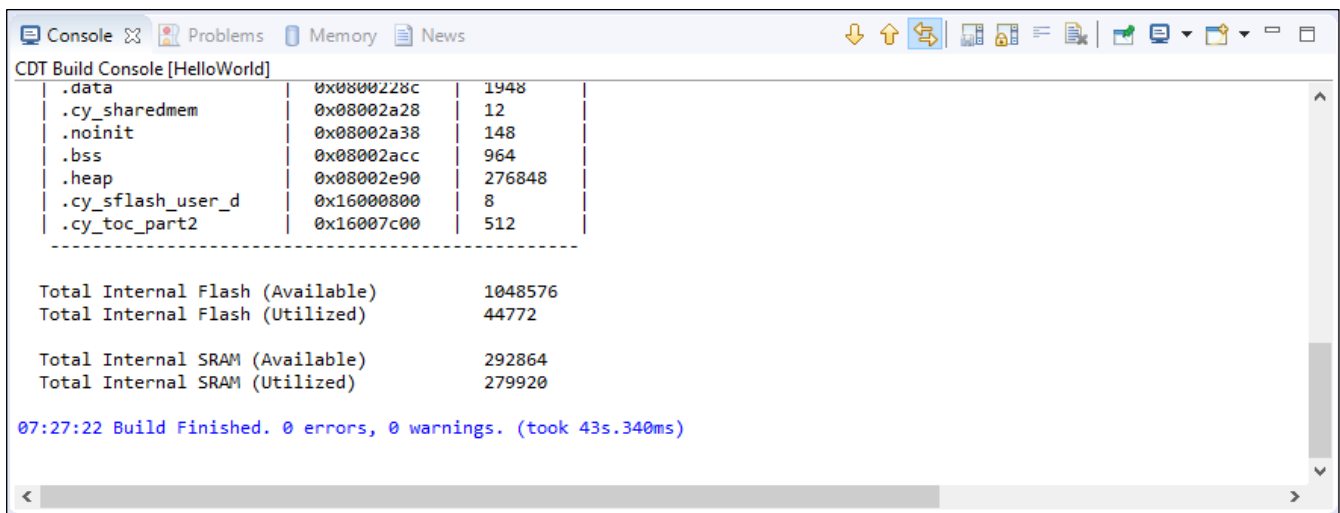 Console Problems Memory News
CDT Build Console [HelloWorld]
| .data | 0x0800228c | 1948 |
| .cy_sharedmem | 0x08002a28 | 12 |
| .noinit | 0x08002a38 | 148 |
| .bss | 0x08002acc | 964 |
| .heap | 0x08002e90 | 276848 |
| .cy_sflash_user_d | 0x16000800 | 8 |
| .cy_toc_part2 | 0x16007c00 | 512 |
--------------------------------------------------
Total Internal Flash (Available) 1048576
Total Internal Flash (Utilized) 44772
Total Internal SRAM (Available) 292864
Total Internal SRAM (Utilized) 279920
07:27:22 Build Finished. 0 errors, 0 warnings. (took 43s.340ms)